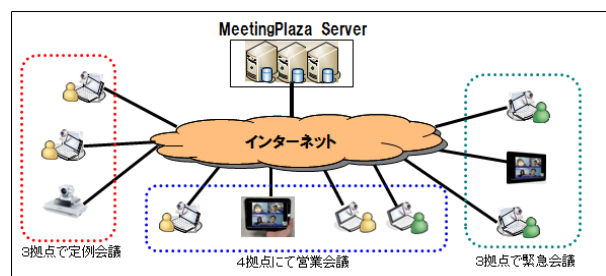 MeetingPlaza Server
インターネット
3拠点で定例会議
4拠点にて営業会議
3拠点で緊急会議